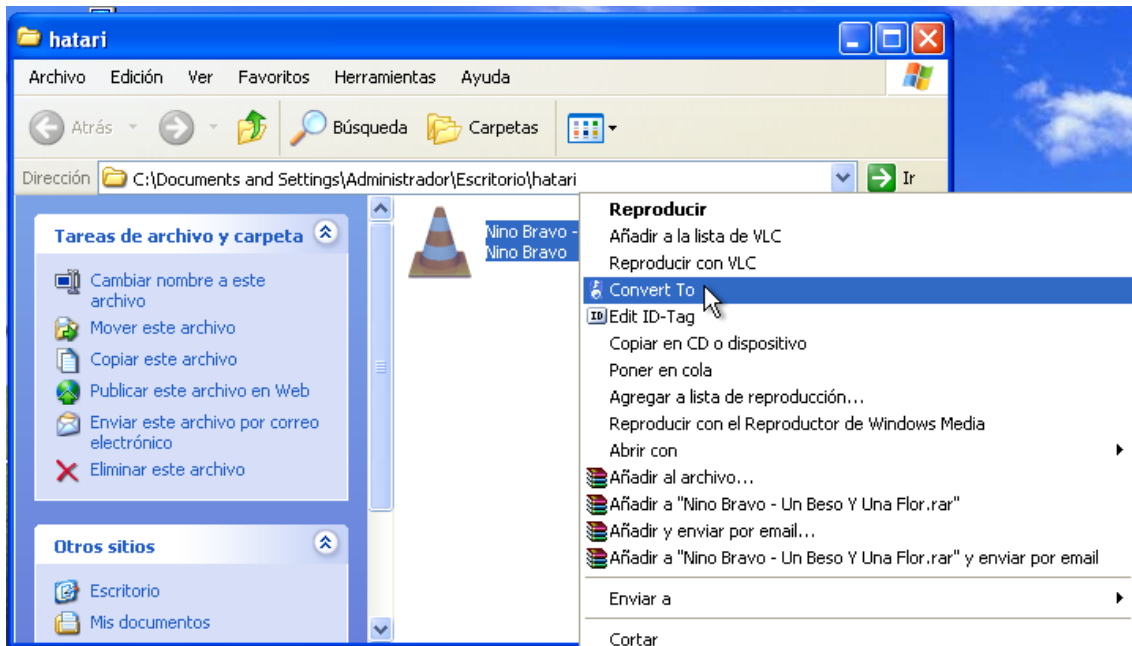 hatari
Archivo Edición Ver Favoritos Herramientas Ayuda
Atrás Búsqueda Carpetas
Dirección C:\Documents and Settings\Administrador\Escritorio\hatari Ir
Tareas de archivo y carpeta
Cambiar nombre a este
archivo
Mover este archivo
Copiar este archivo
Publicar este archivo en Web
Enviar este archivo por correo
electrónico
Eliminar este archivo
Otros sitios
Escritorio
Mis documentos
Nino Bravo -
Nino Bravo
Reproducir
Añadir a la lista de VLC
Reproducir con VLC
Convert To
ID Edit ID-Tag
Copiar en CD o dispositivo
Poner en cola
Agregar a lista de reproducción...
Reproducir con el Reproductor de Windows Media
Abrir con
Añadir al archivo...
Añadir a "Nino Bravo - Un Beso Y Una Flor.rar"
Añadir y enviar por email...
Añadir a "Nino Bravo - Un Beso Y Una Flor.rar" y enviar por email
Enviar a
Cortar